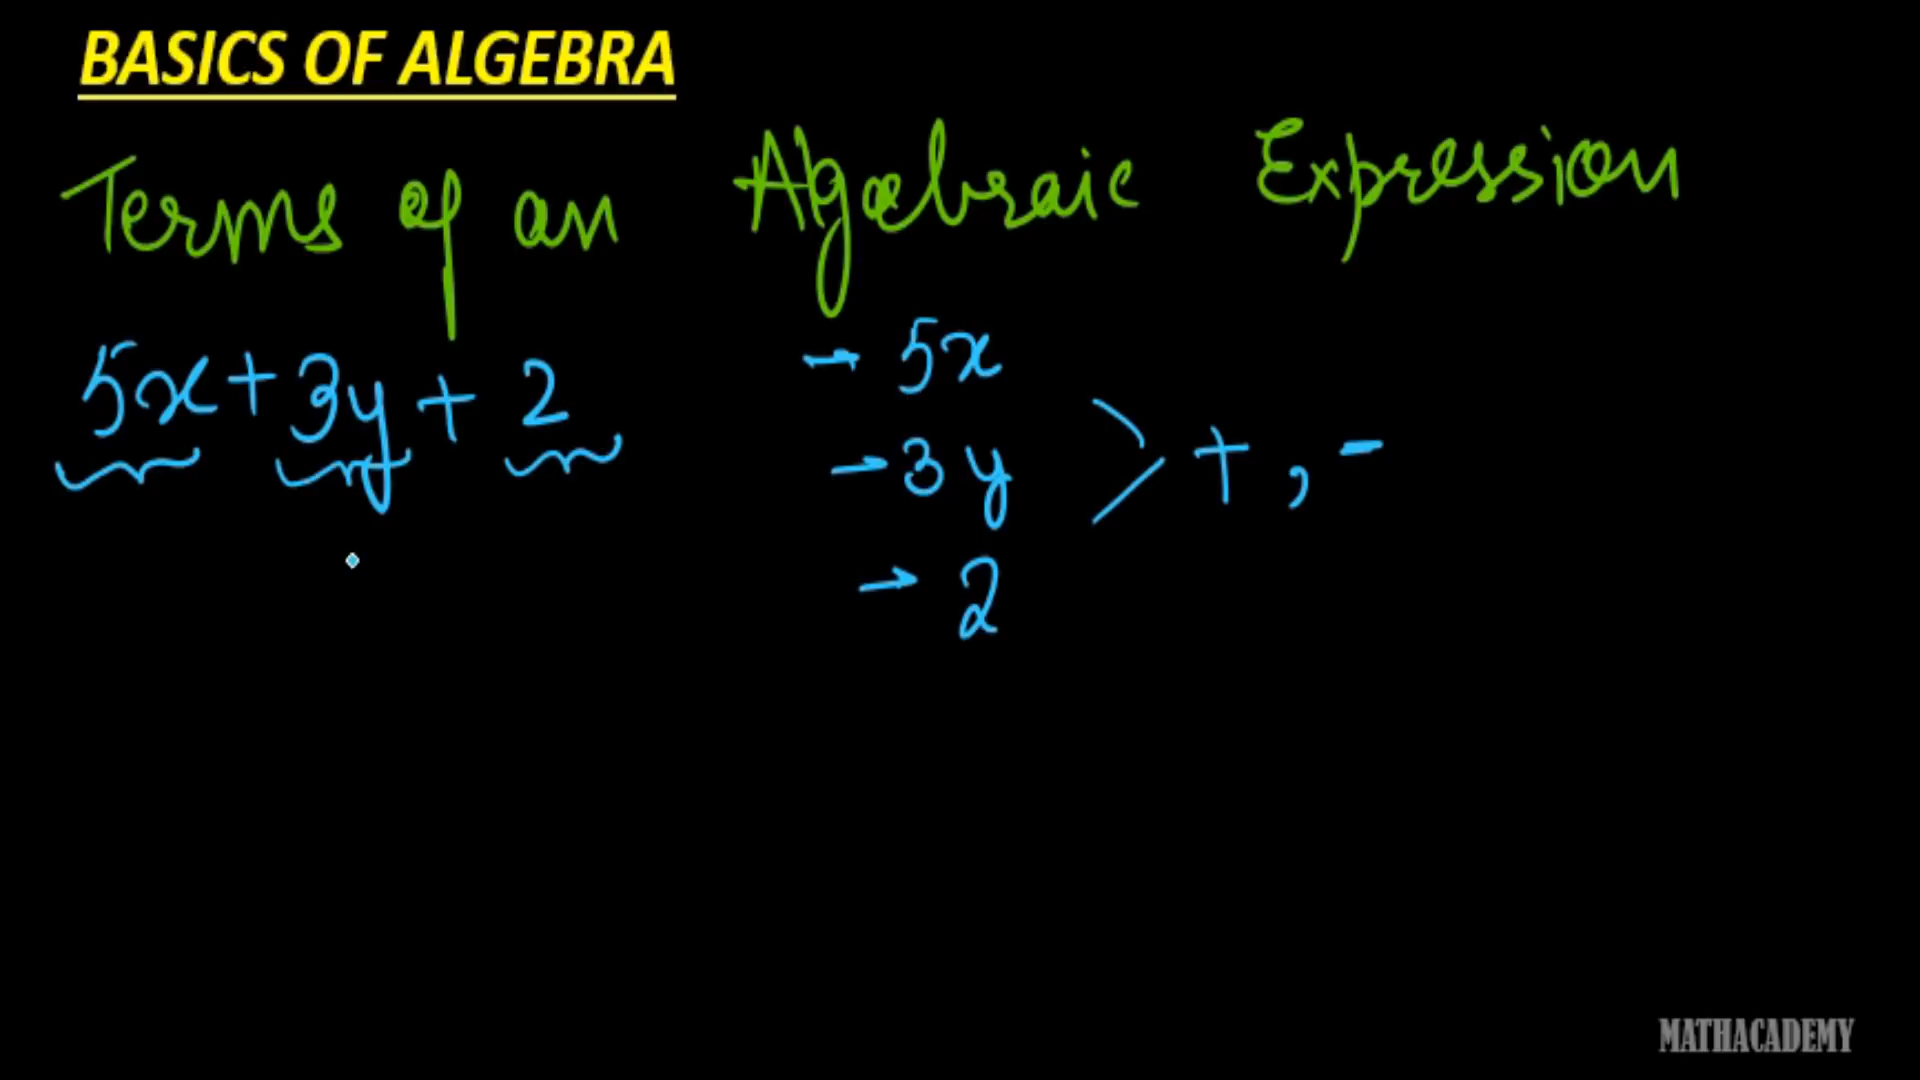 BASICS OF ALGEBRA
Terms of an Algebraic Expression
5x + 3y + 2
→ 5x
→ 3y > + , -
→ 2
MATHACADEMY